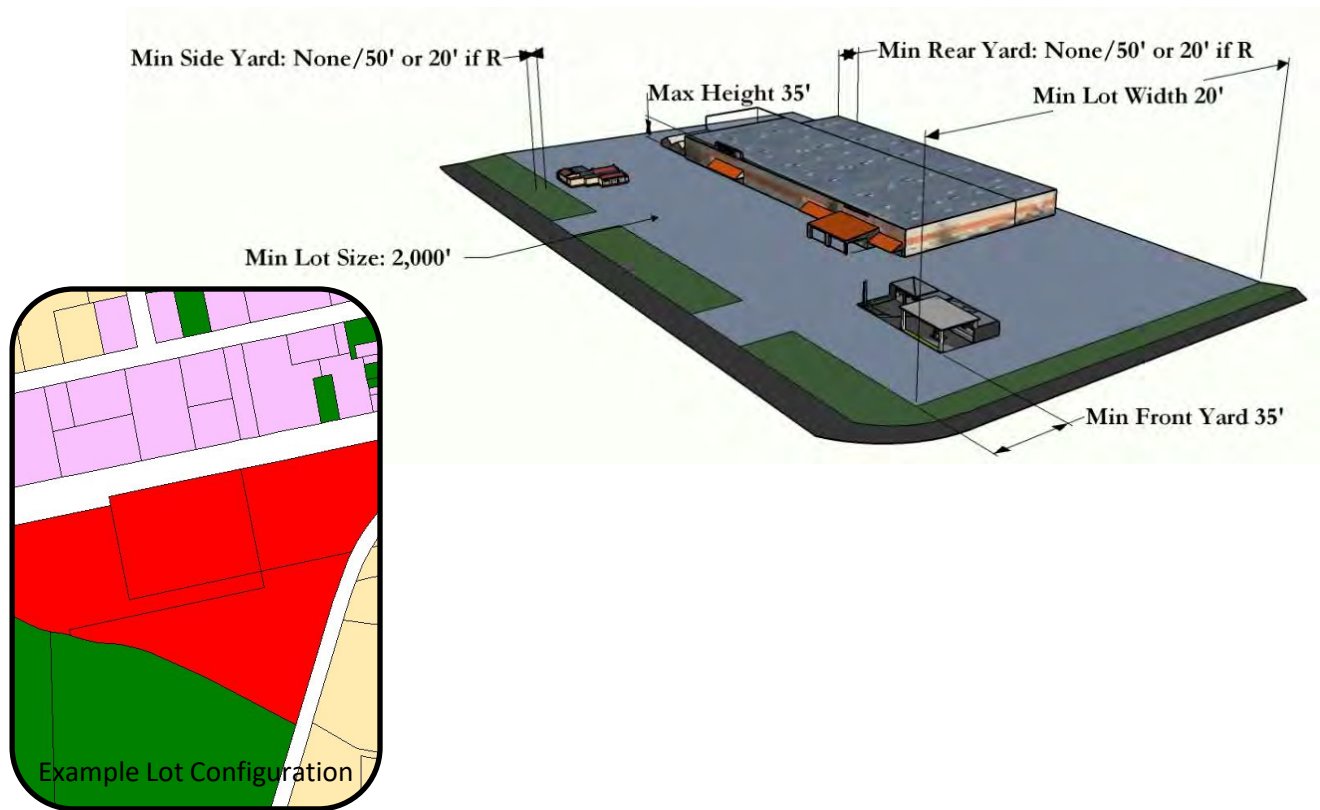 Min Side Yard: None/50' or 20' if R
Min Rear Yard: None/50' or 20' if R
Max Height 35'
Min Lot Width 20'
Min Lot Size: 2,000'
Min Front Yard 35'
Example Lot Configuration